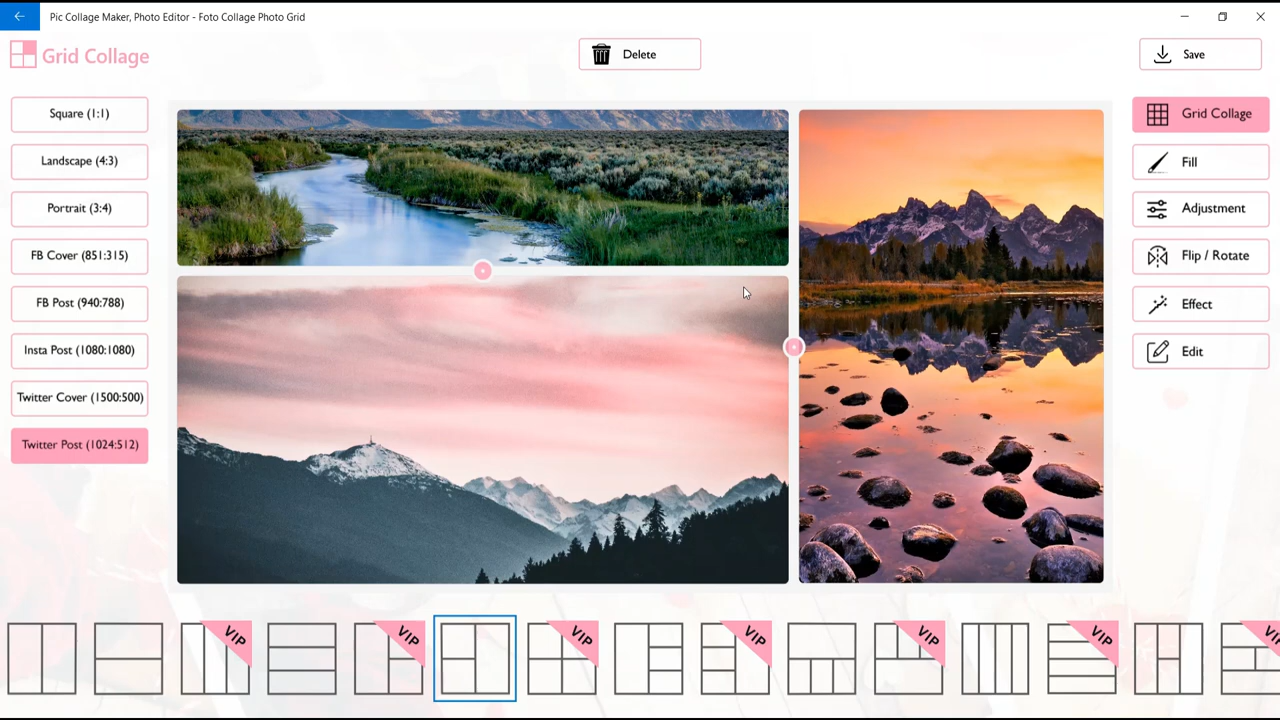 Pic Collage Maker, Photo Editor - Foto Collage Photo Grid
Grid Collage
Delete
Save
Square (1:1)
Landscape (4:3)
Portrait (3:4)
FB Cover (851:315)
FB Post (940:788)
Insta Post (1080:1080)
Twitter Cover (1500:500)
Twitter Post (1024:512)
Grid Collage
Fill
Adjustment
Flip / Rotate
Effect
Edit
VIP
VIP
VIP
VIP
VIP
VIP
VIP